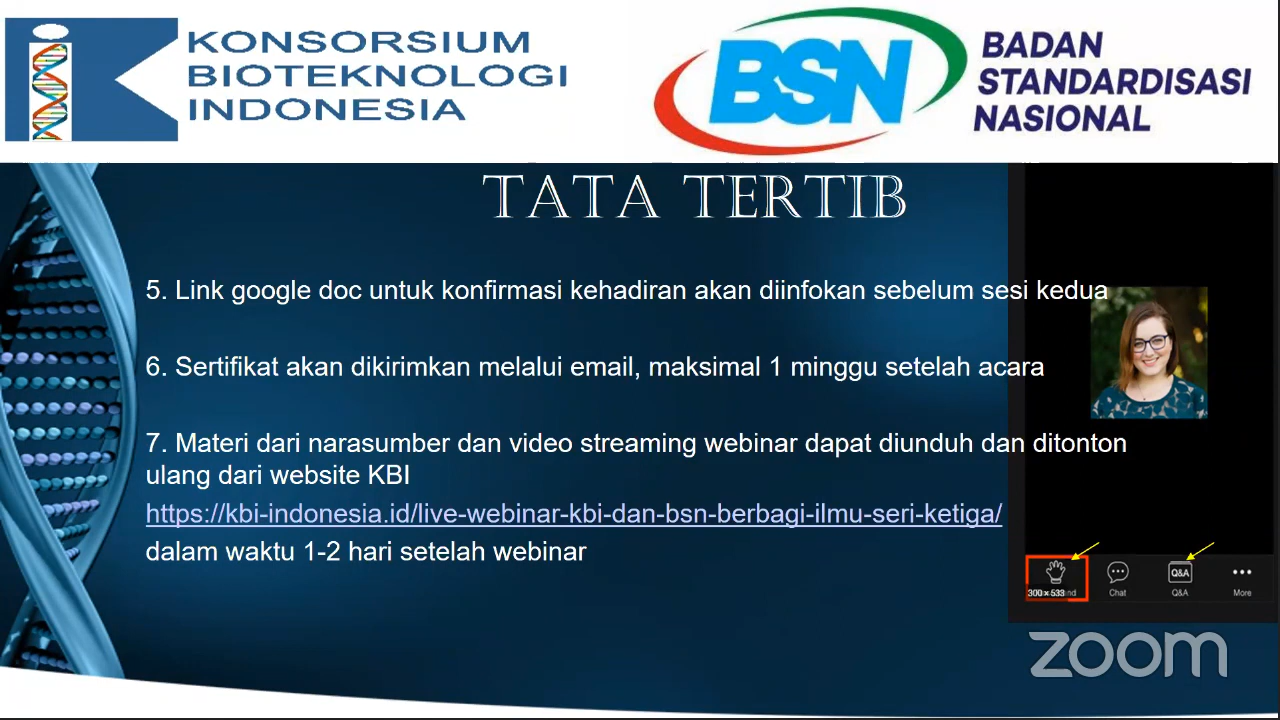 KONSORSIUM
BIOTEKNOLOGI
INDONESIA
BSN
BADAN
STANDARDISASI
NASIONAL
TATA TERTIB
5. Link google doc untuk konfirmasi kehadiran akan diinfokan sebelum sesi kedua
6. Sertifikat akan dikirimkan melalui email, maksimal 1 minggu setelah acara
7. Materi dari narasumber dan video streaming webinar dapat diunduh dan ditonton
ulang dari website KBI
https://kbi-indonesia.id/live-webinar-kbi-dan-bsn-berbagi-ilmu-seri-ketiga/
dalam waktu 1-2 hari setelah webinar
Q&A
300 × 533
Chat
Q&A
More
zoom